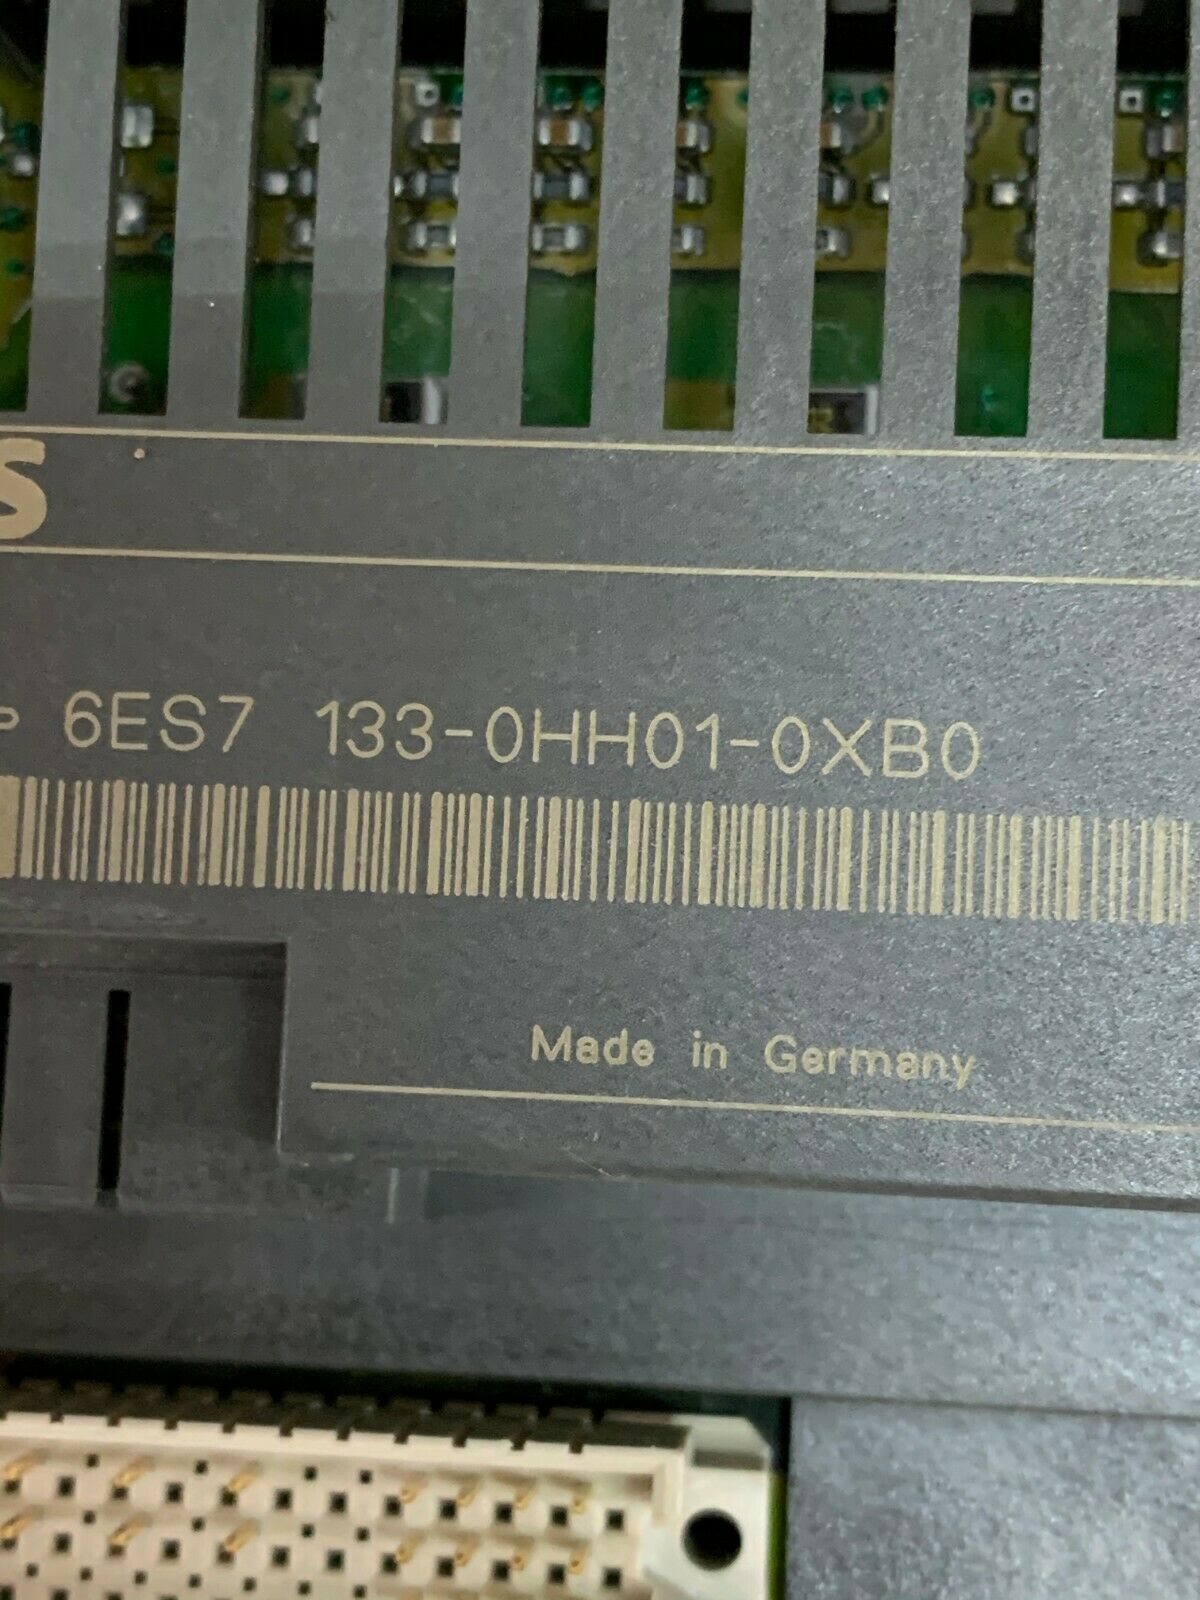 S
P 6ES7 133-0HH01-0XB0
Made in Germany